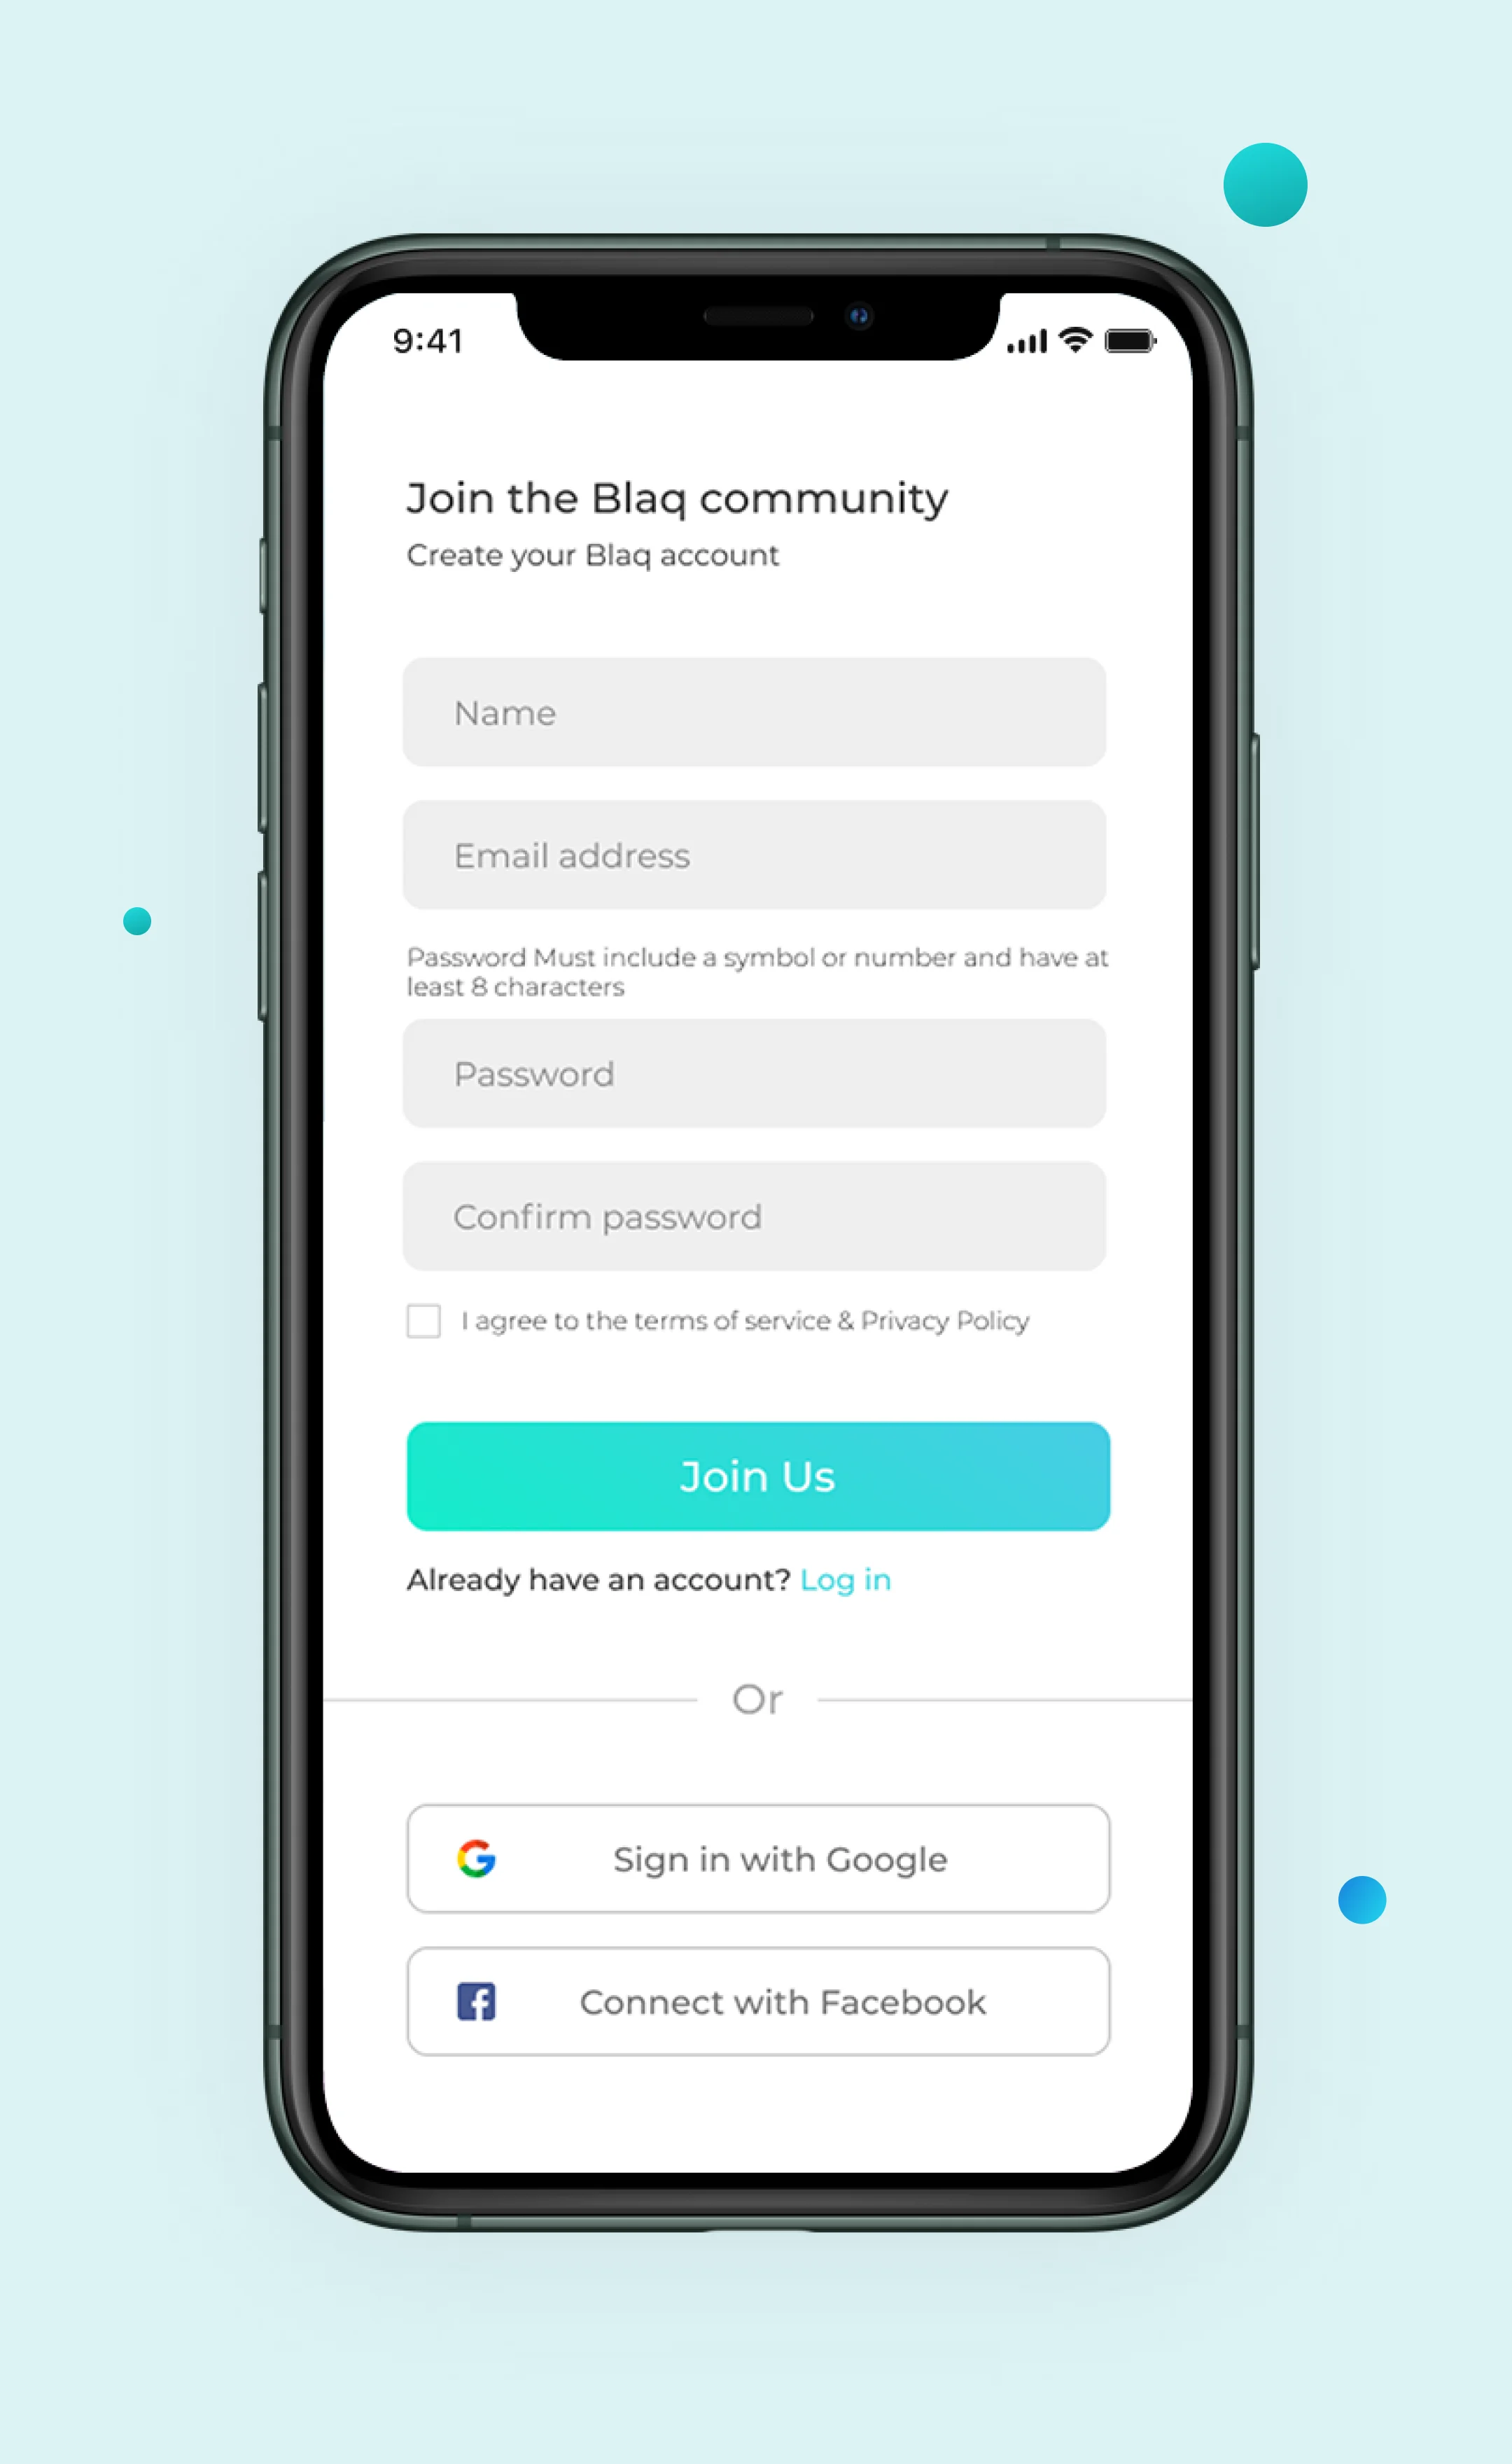 9:41
Join the Blaq community
Create your Blaq account
Name
Email address
Password Must include a symbol or number and have at
least 8 characters
Password
Confirm password
I agree to the terms of service & Privacy Policy
Join Us
Already have an account? Log in
Or
Sign in with Google
Connect with Facebook